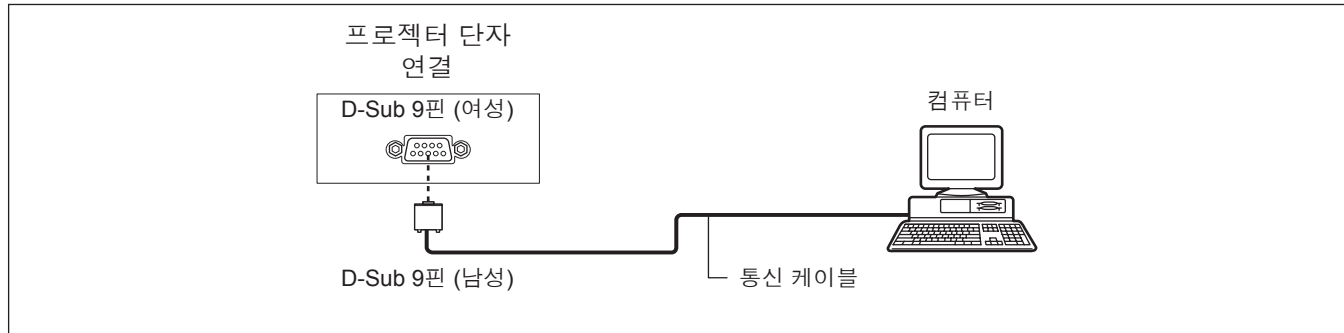 프로젝터 단자
연결
D-Sub 9핀 (여성)
컴퓨터
D-Sub 9핀 (남성)
통신 케이블